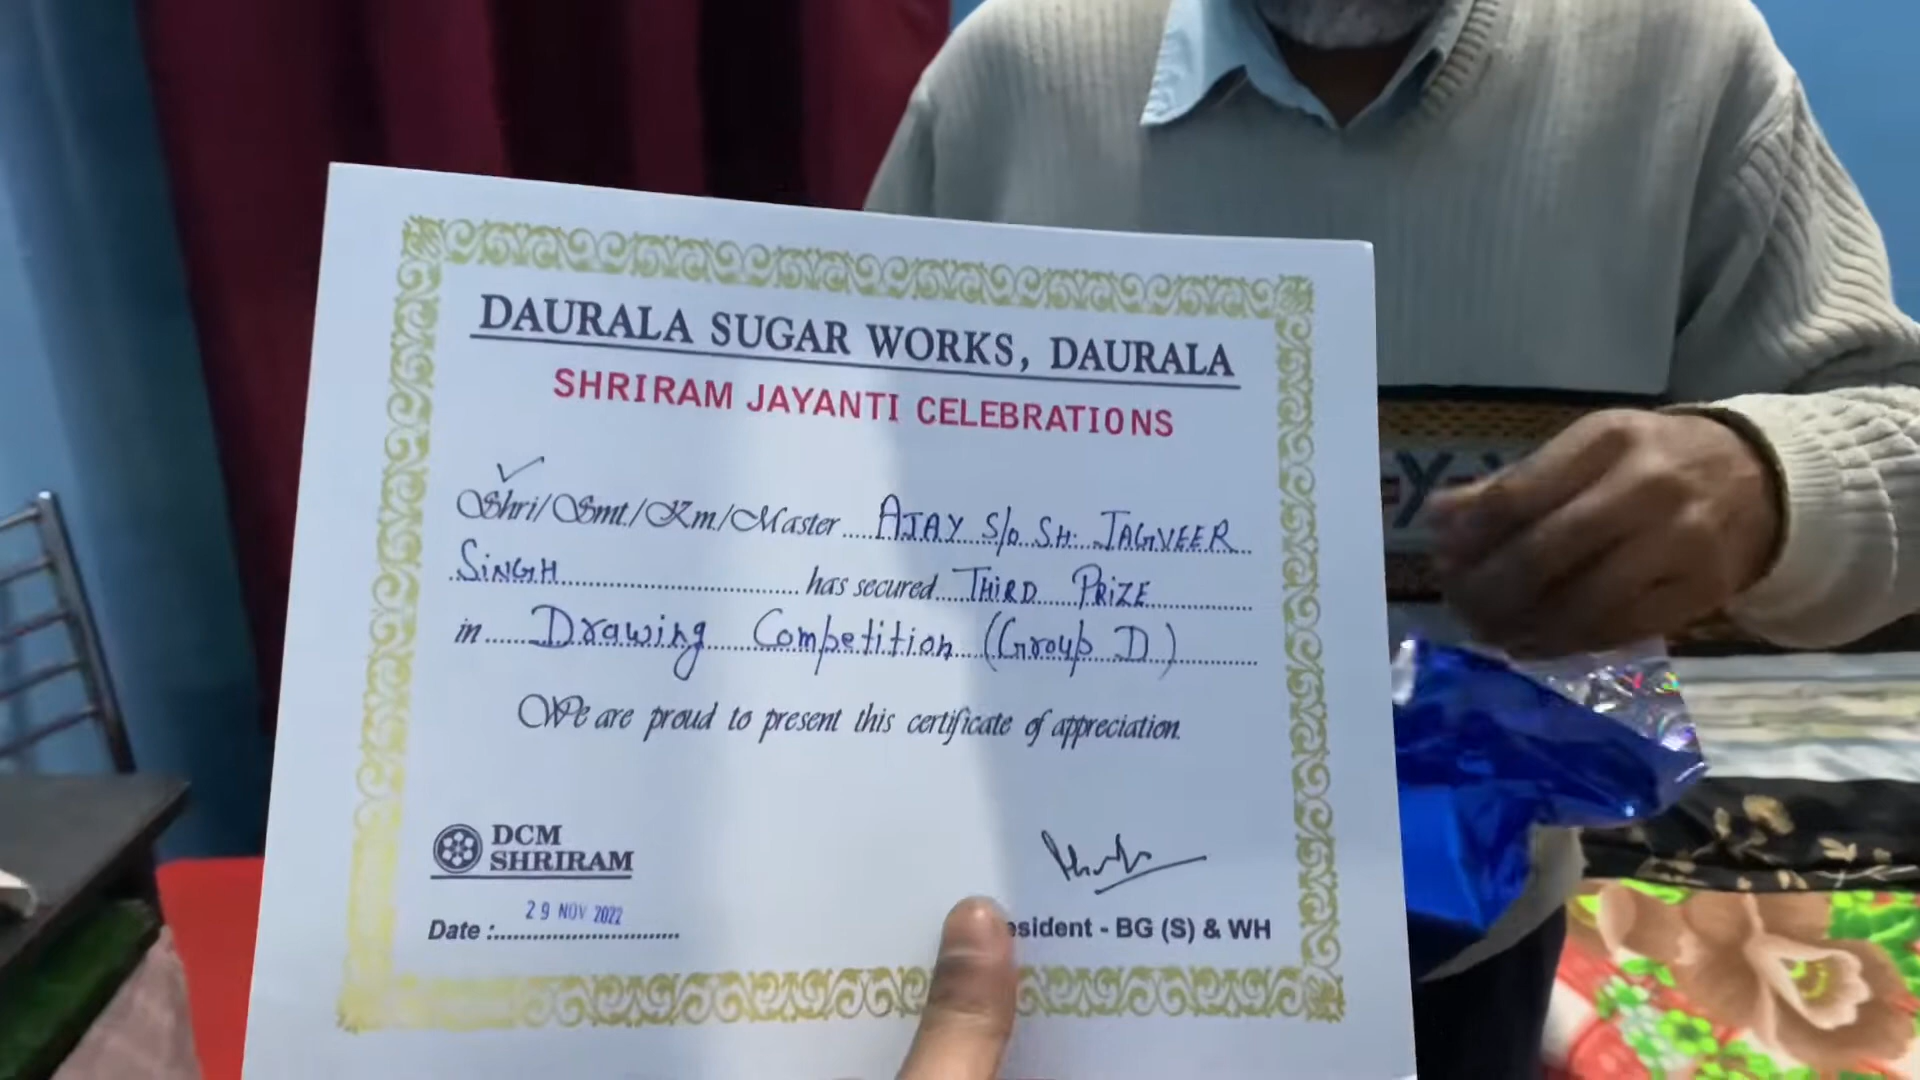 DAURALA SUGAR WORKS, DAURALA
SHRIRAM JAYANTI CELEBRATIONS
Shri/Smt./Km./Master AJAY S/O SH. JAGVEER
SINGH has secured THIRD PRIZE
in Drawing Competition (Group D)
We are proud to present this certificate of appreciation.
DCM
SHRIRAM
Date : 29 NOV 2022
esident - BG (S) & WH